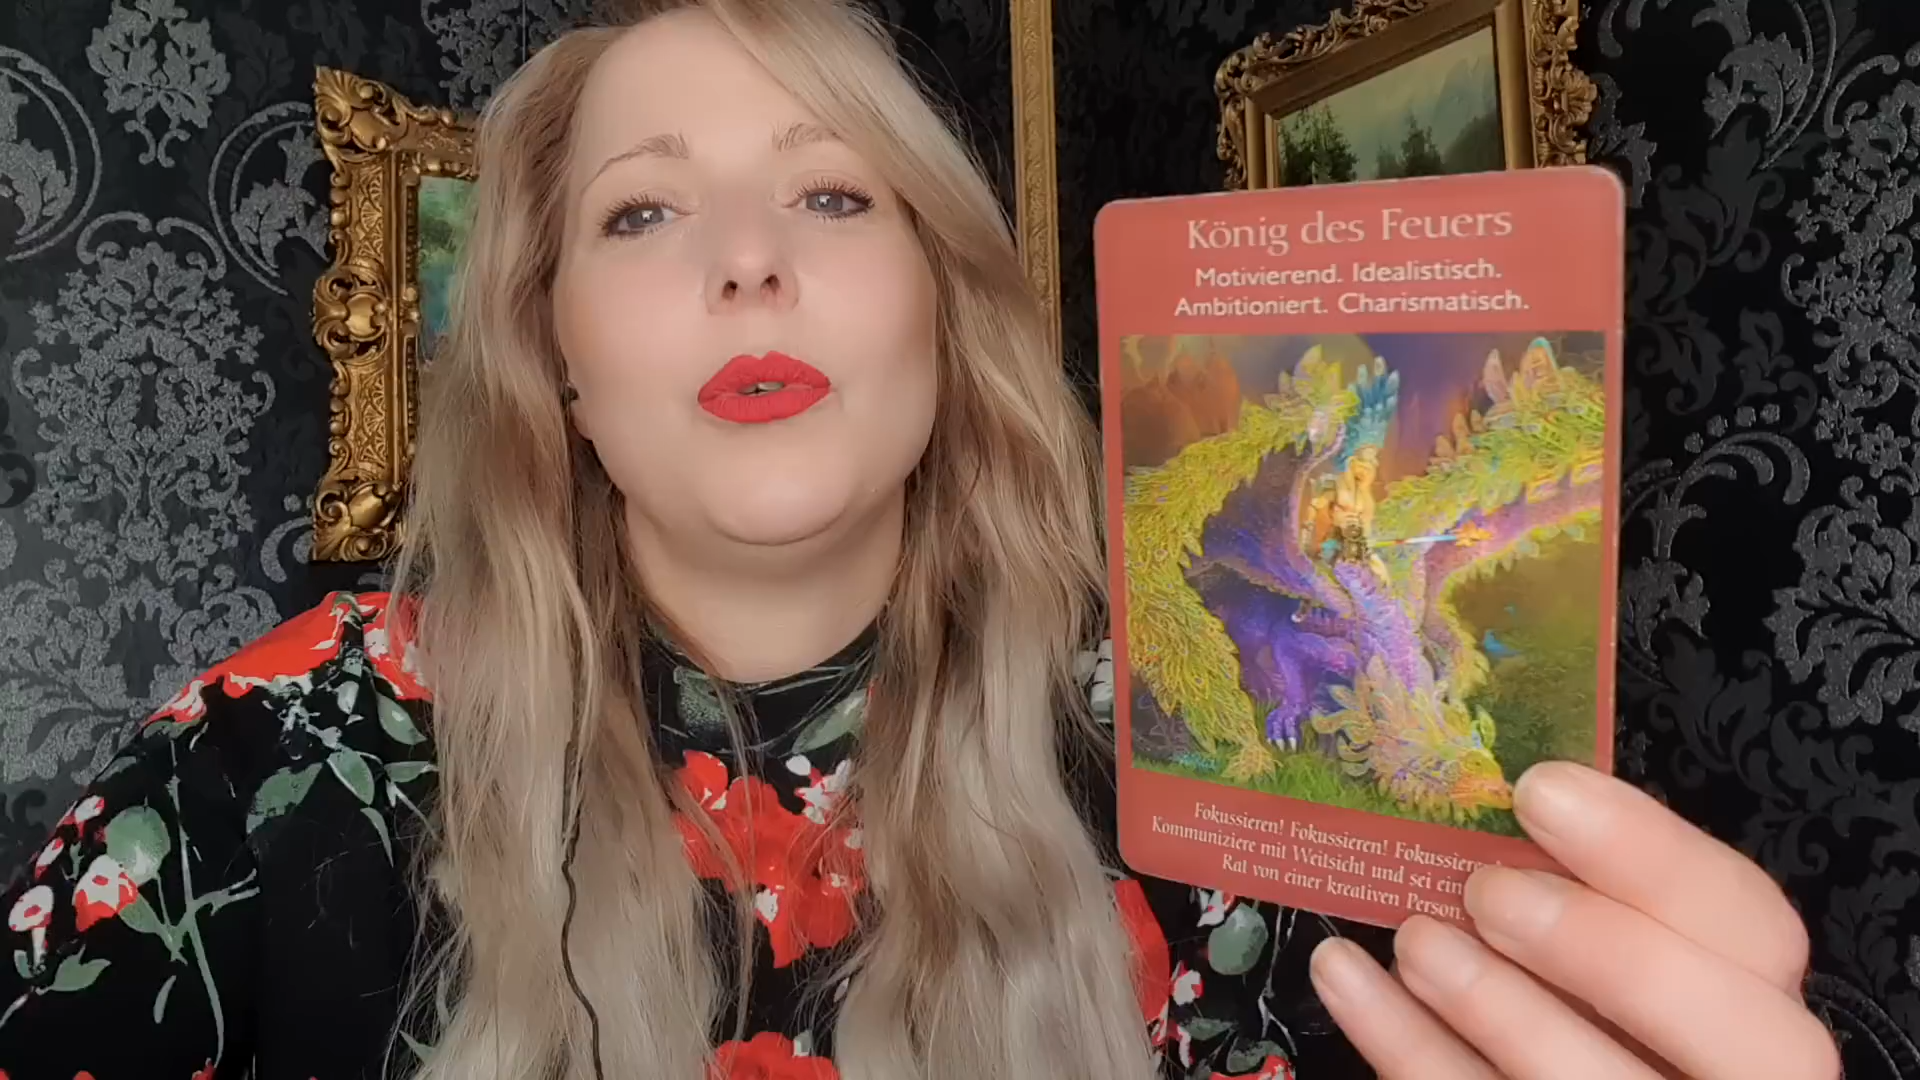 König des Feuers
Motivierend. Idealistisch.
Ambitioniert. Charismatisch.
Fokussieren! Fokussieren! Fokussieren
Kommuniziere mit Weitsicht und sei ein
Rat von einer kreativen Person.